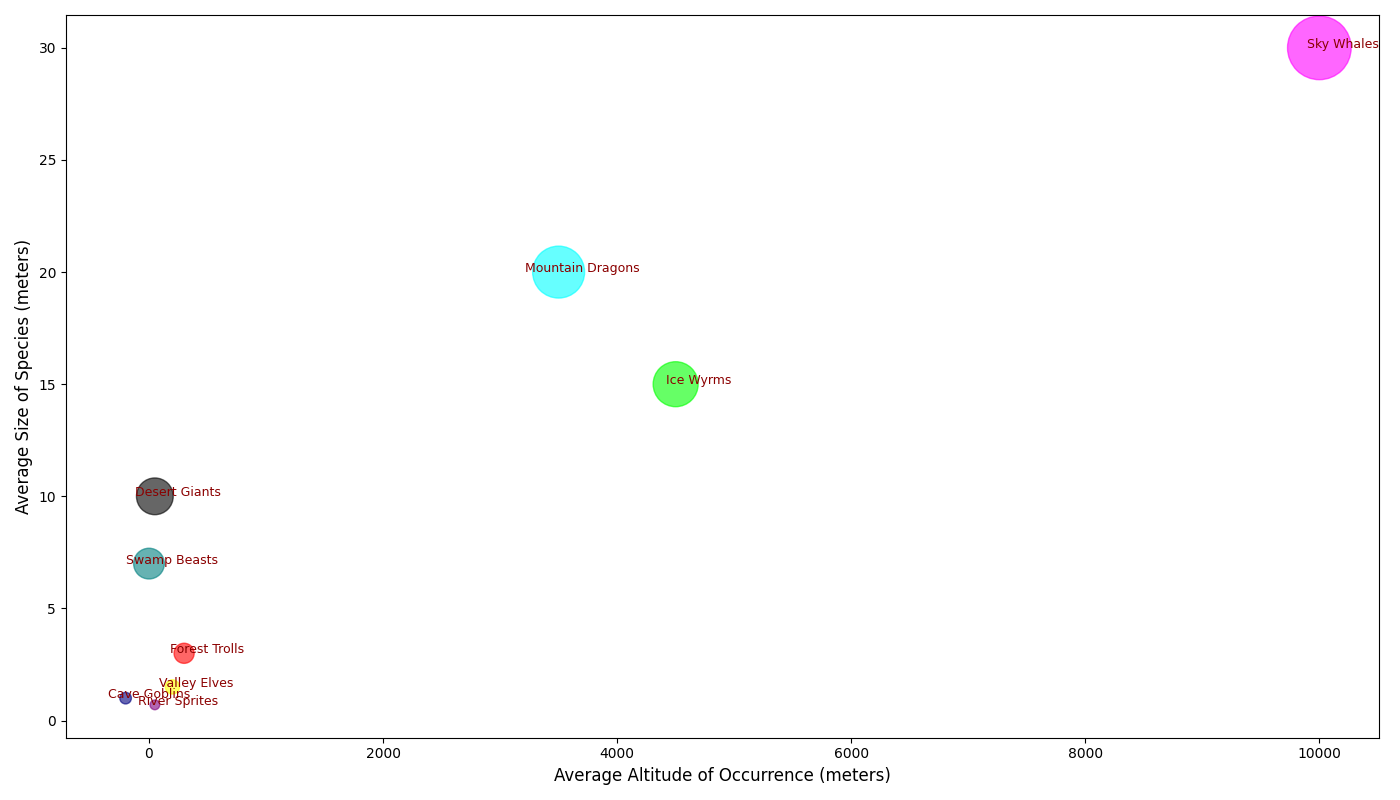 30
25
20
15
10
5
0
Average Size of Species (meters)
Sky Whales
Mountain Dragons
Ice Wyrms
Desert Giants
Swamp Beasts
Forest Trolls
Valley Elves
Cave Goblins
River Sprites
0 2000 4000 6000 8000 10000
Average Altitude of Occurrence (meters)